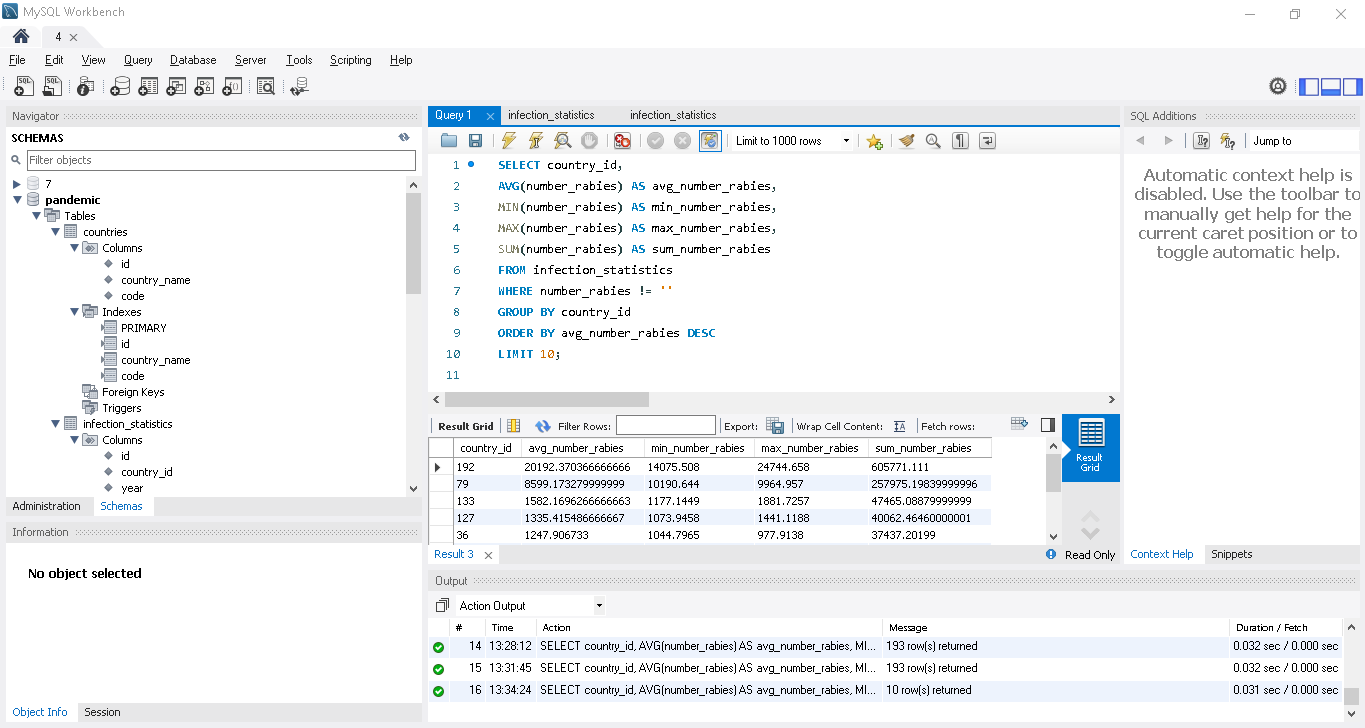 MySQL Workbench
4
File Edit View Query Database Server Tools Scripting Help
Navigator
SCHEMAS
Filter objects
7
pandemic
Tables
countries
Columns
id
country_name
code
Indexes
PRIMARY
id
country_name
code
Foreign Keys
Triggers
infection_statistics
Columns
id
country_id
year
Administration Schemas
Information
No object selected
Object Info Session
Query 1 infection_statistics infection_statistics
Limit to 1000 rows
1 SELECT country_id,
2 AVG(number_rabies) AS avg_number_rabies,
3 MIN(number_rabies) AS min_number_rabies,
4 MAX(number_rabies) AS max_number_rabies,
5 SUM(number_rabies) AS sum_number_rabies
6 FROM infection_statistics
7 WHERE number_rabies != ''
8 GROUP BY country_id
9 ORDER BY avg_number_rabies DESC
10 LIMIT 10;
11
Result Grid Filter Rows: Export: Wrap Cell Content: Fetch rows:
country_id avg_number_rabies min_number_rabies max_number_rabies sum_number_rabies
192 20192.370366666666 14075.508 24744.658 605771.111
79 8599.173279999999 10190.644 9964.957 257975.19839999996
133 1582.1696266666663 1177.1449 1881.7257 47465.08879999999
127 1335.415486666667 1073.9458 1441.1188 40062.46460000001
36 1247.906733 1044.7965 977.9138 37437.20199
Result
Grid
Result 3
Read Only
SQL Additions
Jump to
Automatic context help is
disabled. Use the toolbar to
manually get help for the
current caret position or to
toggle automatic help.
Context Help Snippets
Output
Action Output
# Time Action Message Duration / Fetch
14 13:28:12 SELECT country_id, AVG(number_rabies) AS avg_number_rabies, MI... 193 row(s) returned 0.032 sec / 0.000 sec
15 13:31:45 SELECT country_id, AVG(number_rabies) AS avg_number_rabies, MI... 193 row(s) returned 0.032 sec / 0.000 sec
16 13:34:24 SELECT country_id, AVG(number_rabies) AS avg_number_rabies, MI... 10 row(s) returned 0.031 sec / 0.000 sec